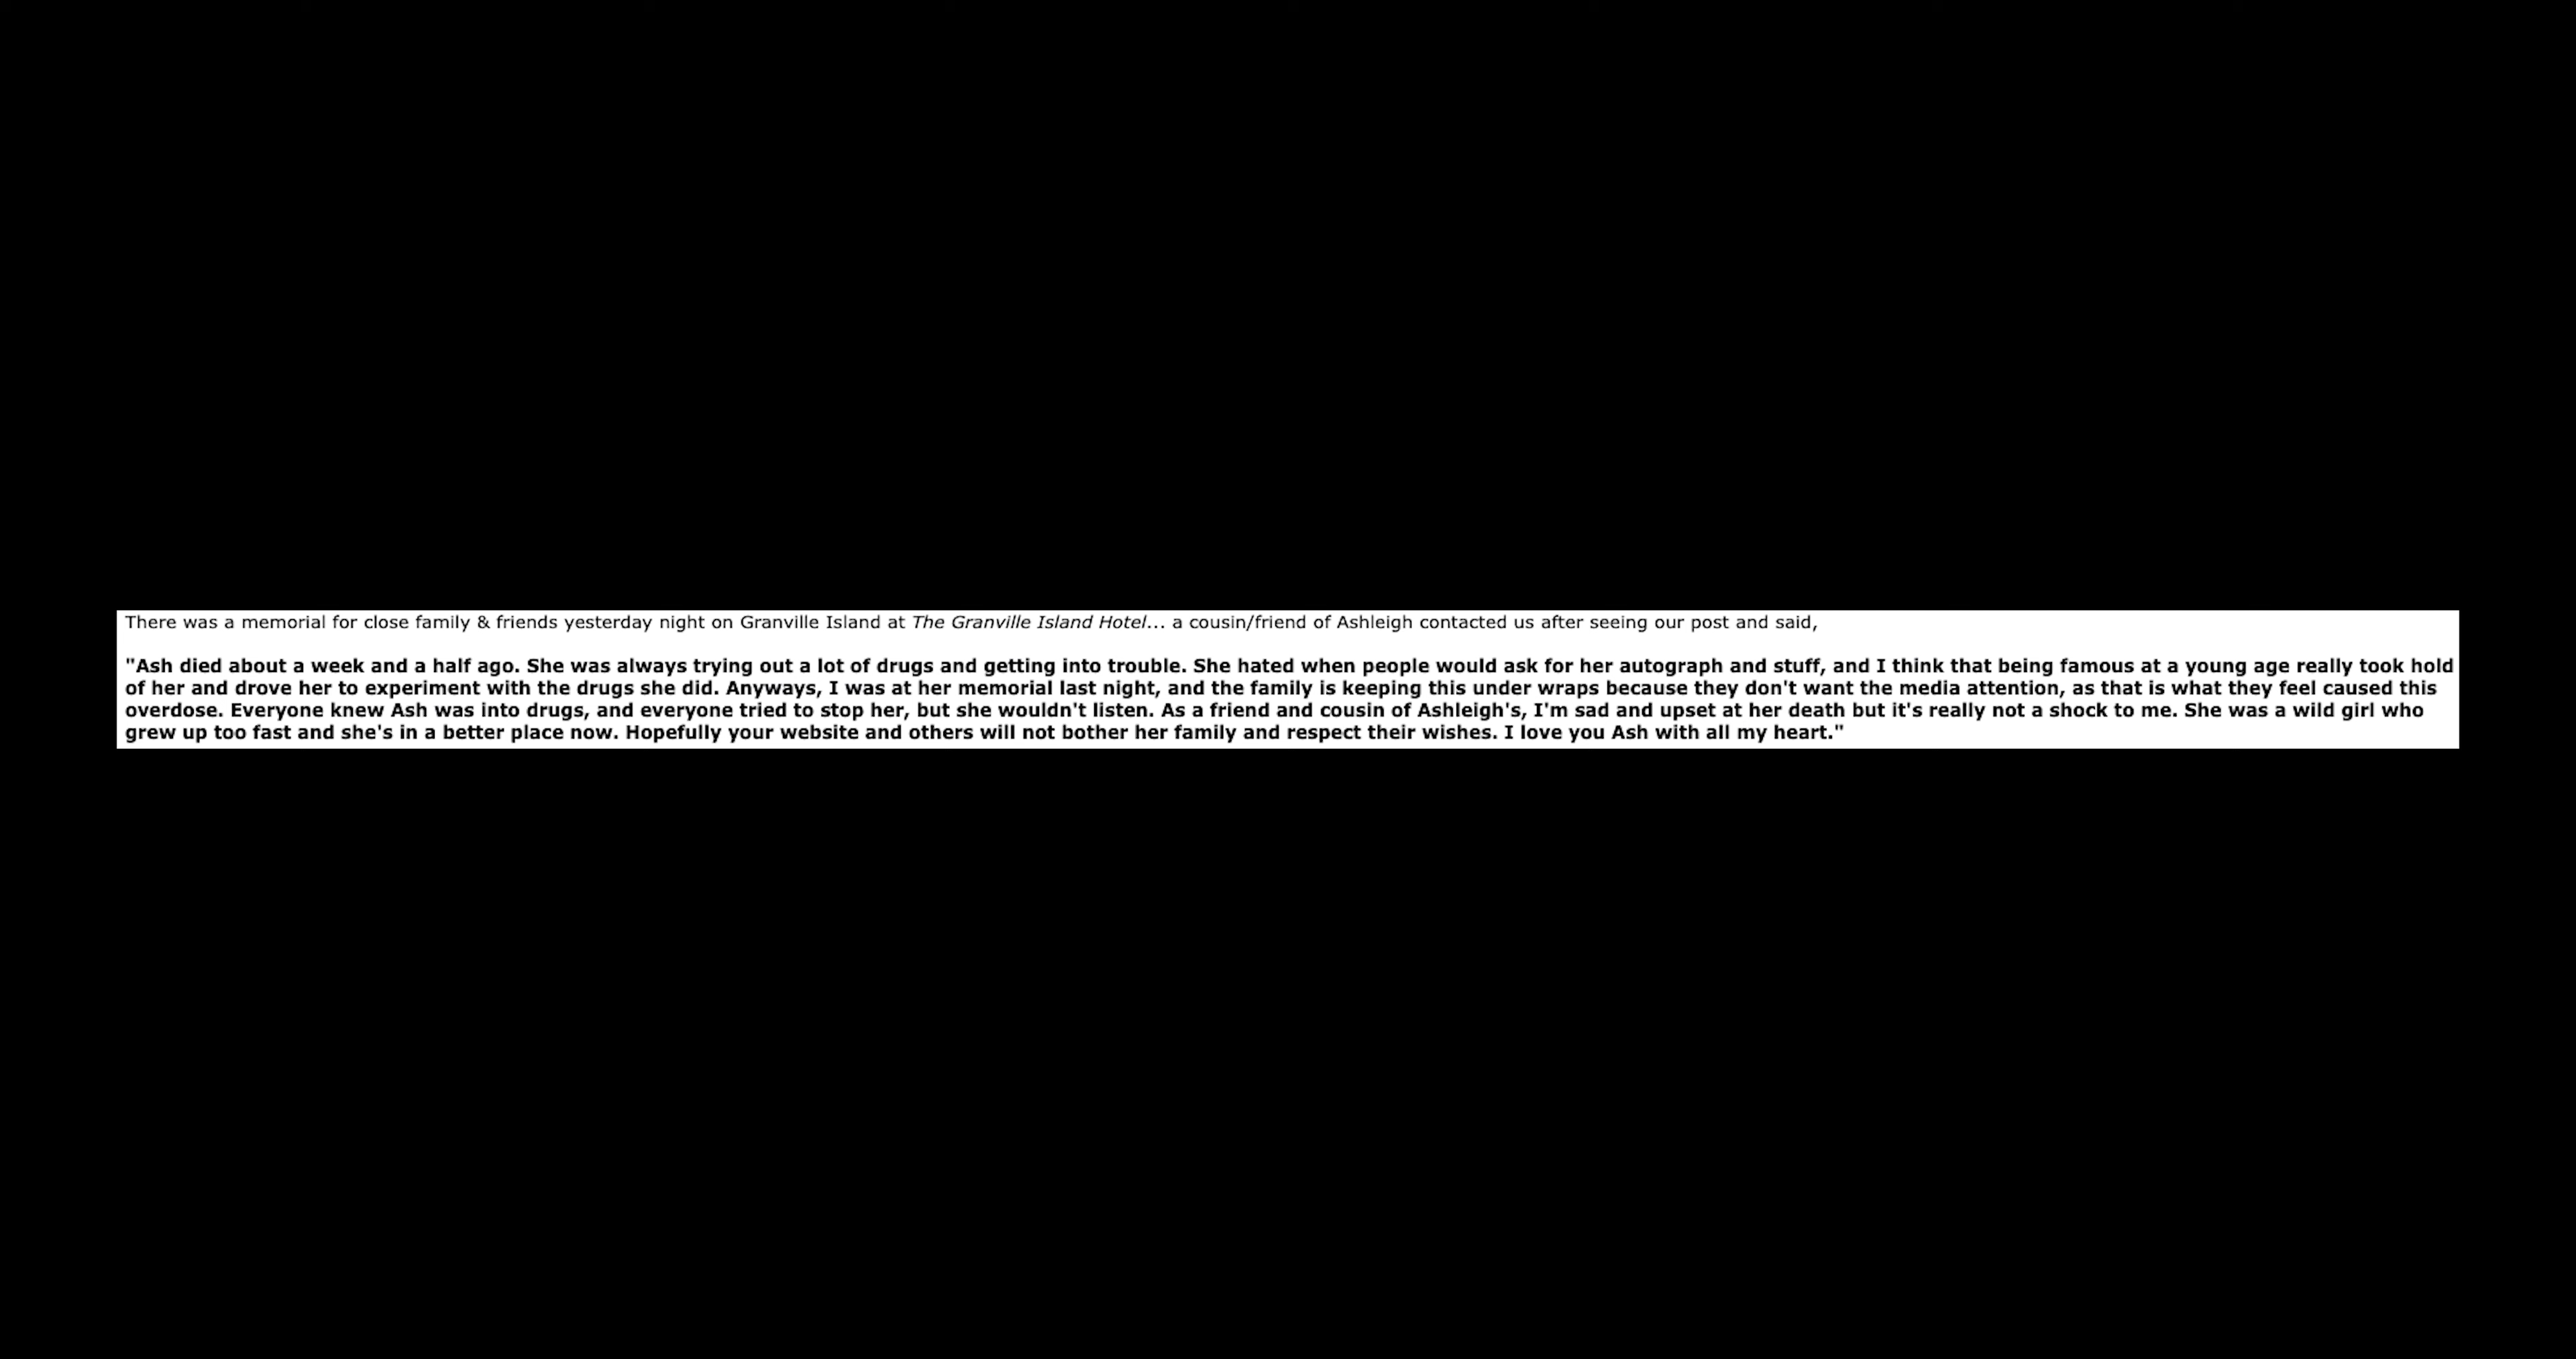 There was a memorial for close family & friends yesterday night on Granville Island at The Granville Island Hotel... a cousin/friend of Ashleigh contacted us after seeing our post and said,
"Ash died about a week and a half ago. She was always trying out a lot of drugs and getting into trouble. She hated when people would ask for her autograph and stuff, and I think that being famous at a young age really took hold
of her and drove her to experiment with the drugs she did. Anyways, I was at her memorial last night, and the family is keeping this under wraps because they don't want the media attention, as that is what they feel caused this
overdose. Everyone knew Ash was into drugs, and everyone tried to stop her, but she wouldn't listen. As a friend and cousin of Ashleigh's, I'm sad and upset at her death but it's really not a shock to me. She was a wild girl who
grew up too fast and she's in a better place now. Hopefully your website and others will not bother her family and respect their wishes. I love you Ash with all my heart."